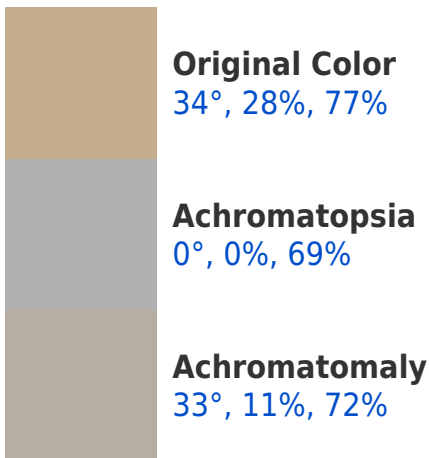 Original Color
34°, 28%, 77%
Achromatopsia
0°, 0%, 69%
Achromatomaly
33°, 11%, 72%